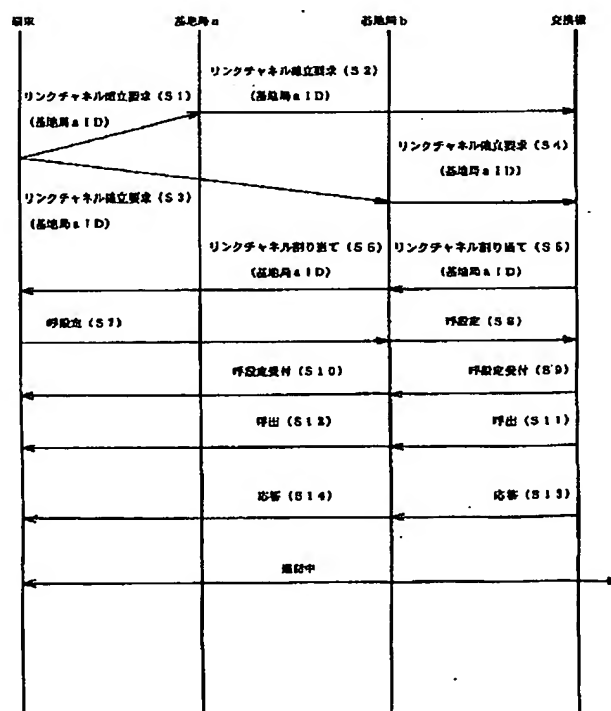 端末 基地局a 基地局b 交換機
リンクチャネル確立要求（S2）
リンクチャネル確立要求（S1）
（基地局aID）
リンクチャネル確立要求（S4）
（基地局aID）
リンクチャネル確立要求（S3）
（基地局aID）
リンクチャネル割り当て（S6） リンクチャネル割り当て（S5）
（基地局aID） （基地局aID）
呼設定（S7） 呼設定（S8）
呼設定受付（S10） 呼設定受付（S9）
呼出（S12） 呼出（S11）
応答（S14） 応答（S13）
通話中